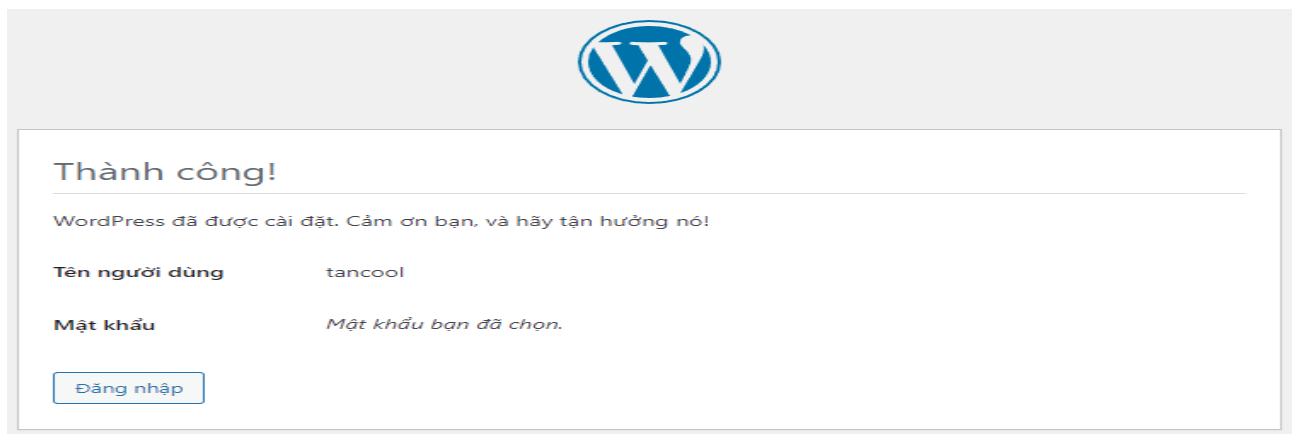 Thành công!
WordPress đã được cài đặt. Cảm ơn bạn, và hãy tận hưởng nó!
Tên người dùng tancool
Mật khẩu Mật khẩu bạn đã chọn.
Đăng nhập